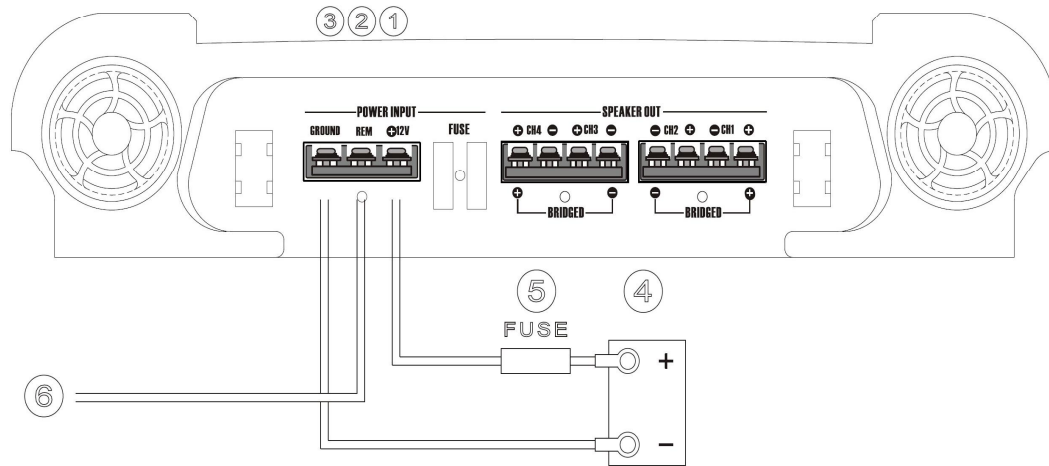 ③ ② ①
POWER INPUT
SPEAKER OUT
GROUND REM +12V
FUSE
+ CH4 − + CH3 −
− CH2 + − CH1 +
+ BRIDGED −
− BRIDGED +
⑤ ④
FUSE
+
⑥
−